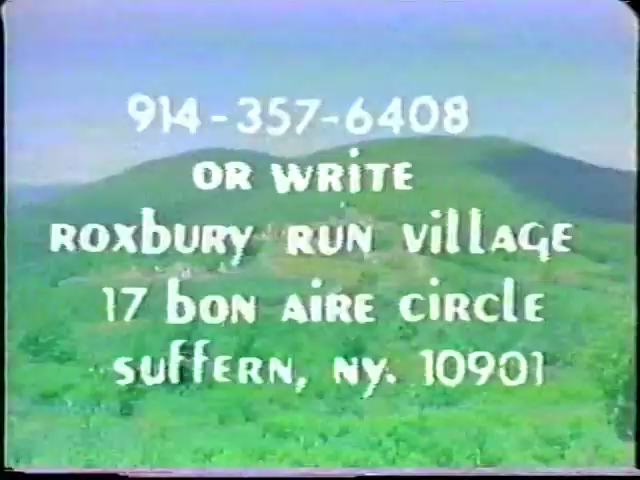 914-357-6408
OR WRITE
ROXBURY RUN VILLAGE
17 BON AIRE CIRCLE
SUFFERN, NY. 10901